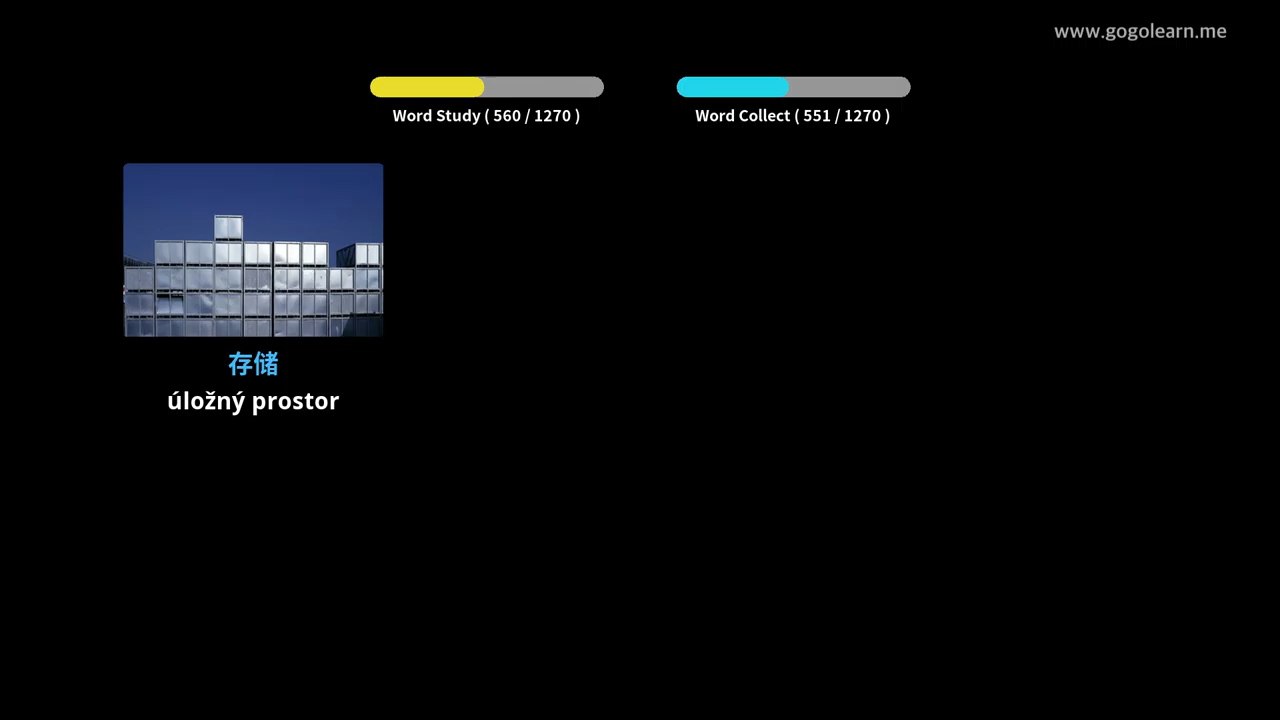 www.gogolearn.me
Word Study ( 560 / 1270 )
Word Collect ( 551 / 1270 )
存储
úložný prostor